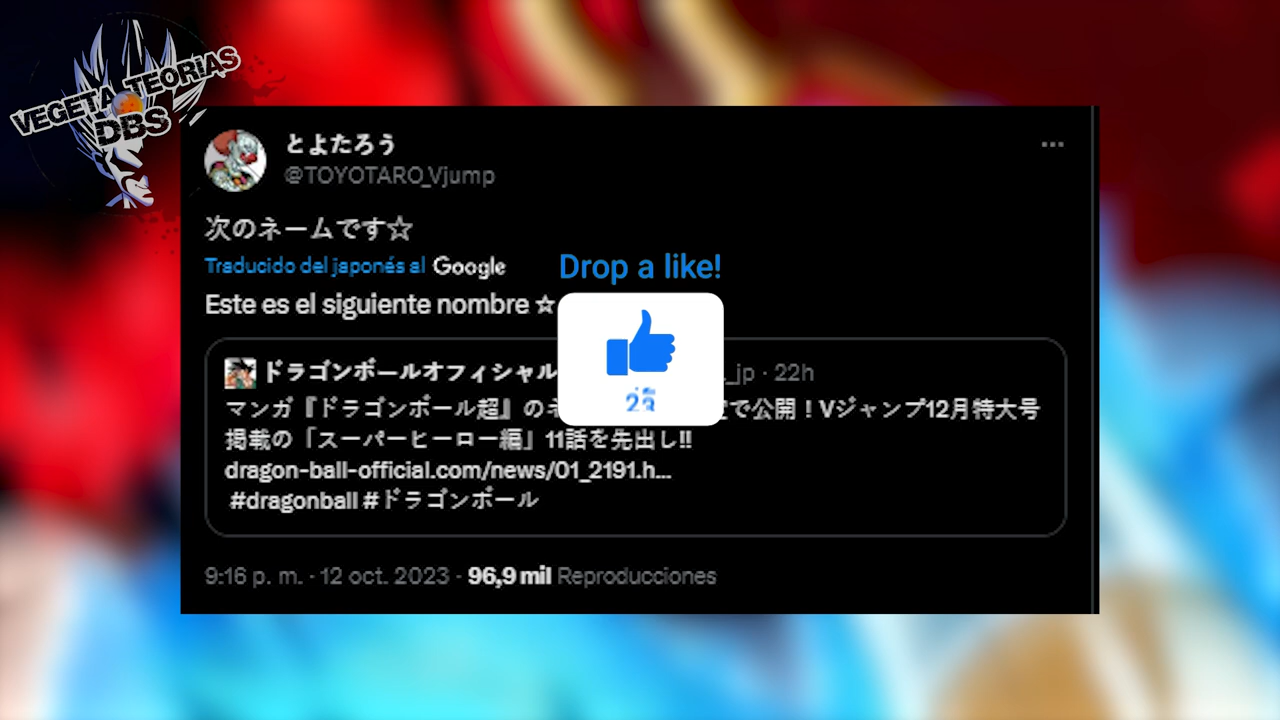 VEGETA TEORIAS
DBS
とよたろう
@TOYOTARO_Vjump
次のネームです☆
Traducido del japonés al Google
Drop a like!
Este es el siguiente nombre ☆
ドラゴンボールオフィシャル _jp · 22h
マンガ『ドラゴンボール超』のネ で公開！Vジャンプ12月特大号
掲載の「スーパーヒーロー編」11話を先出し!!
dragon-ball-official.com/news/01_2191.h...
#dragonball #ドラゴンボール
9:16 p. m. · 12 oct. 2023 · 96,9 mil Reproducciones